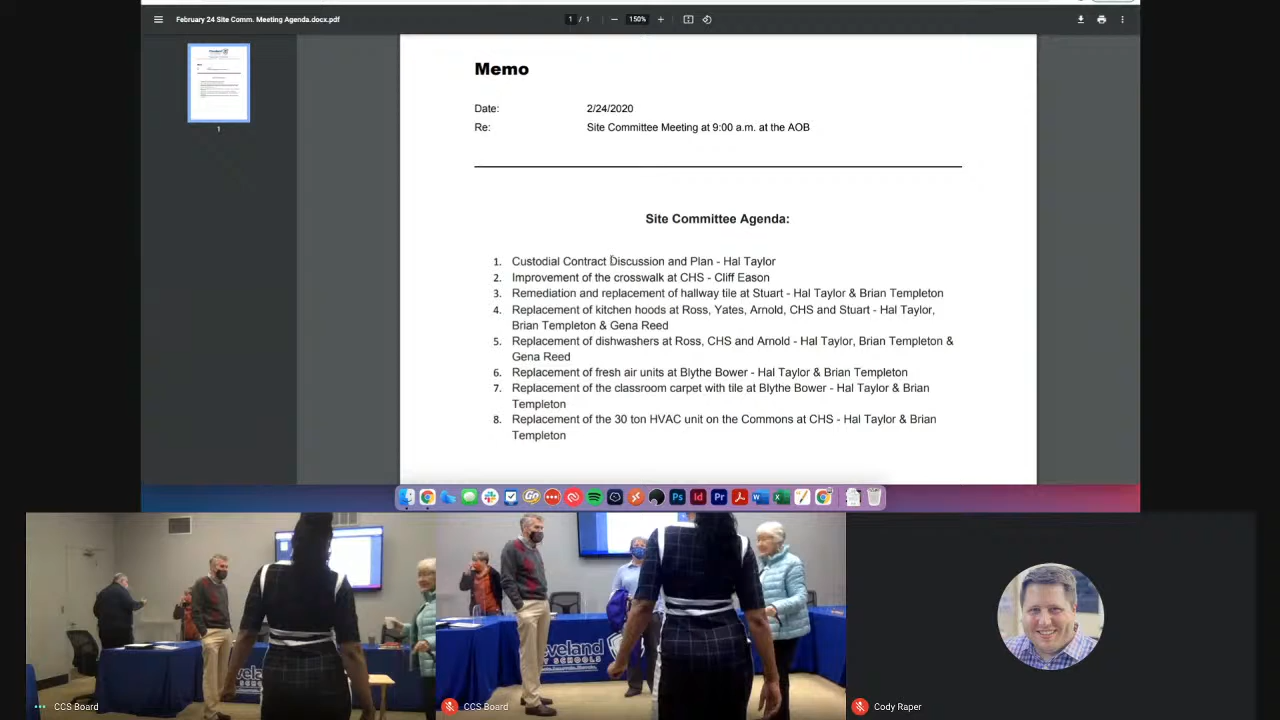 February 24 Site Comm. Meeting Agenda.docx.pdf
1 / 1
150%
1
Memo
Date: 2/24/2020
Re: Site Committee Meeting at 9:00 a.m. at the AOB
Site Committee Agenda:
1. Custodial Contract Discussion and Plan - Hal Taylor
2. Improvement of the crosswalk at CHS - Cliff Eason
3. Remediation and replacement of hallway tile at Stuart - Hal Taylor & Brian Templeton
4. Replacement of kitchen hoods at Ross, Yates, Arnold, CHS and Stuart - Hal Taylor,
Brian Templeton & Gena Reed
5. Replacement of dishwashers at Ross, CHS and Arnold - Hal Taylor, Brian Templeton &
Gena Reed
6. Replacement of fresh air units at Blythe Bower - Hal Taylor & Brian Templeton
7. Replacement of the classroom carpet with tile at Blythe Bower - Hal Taylor & Brian
Templeton
8. Replacement of the 30 ton HVAC unit on the Commons at CHS - Hal Taylor & Brian
Templeton
Ps
Id
Pr
CCS Board
CCS Board
Cody Raper